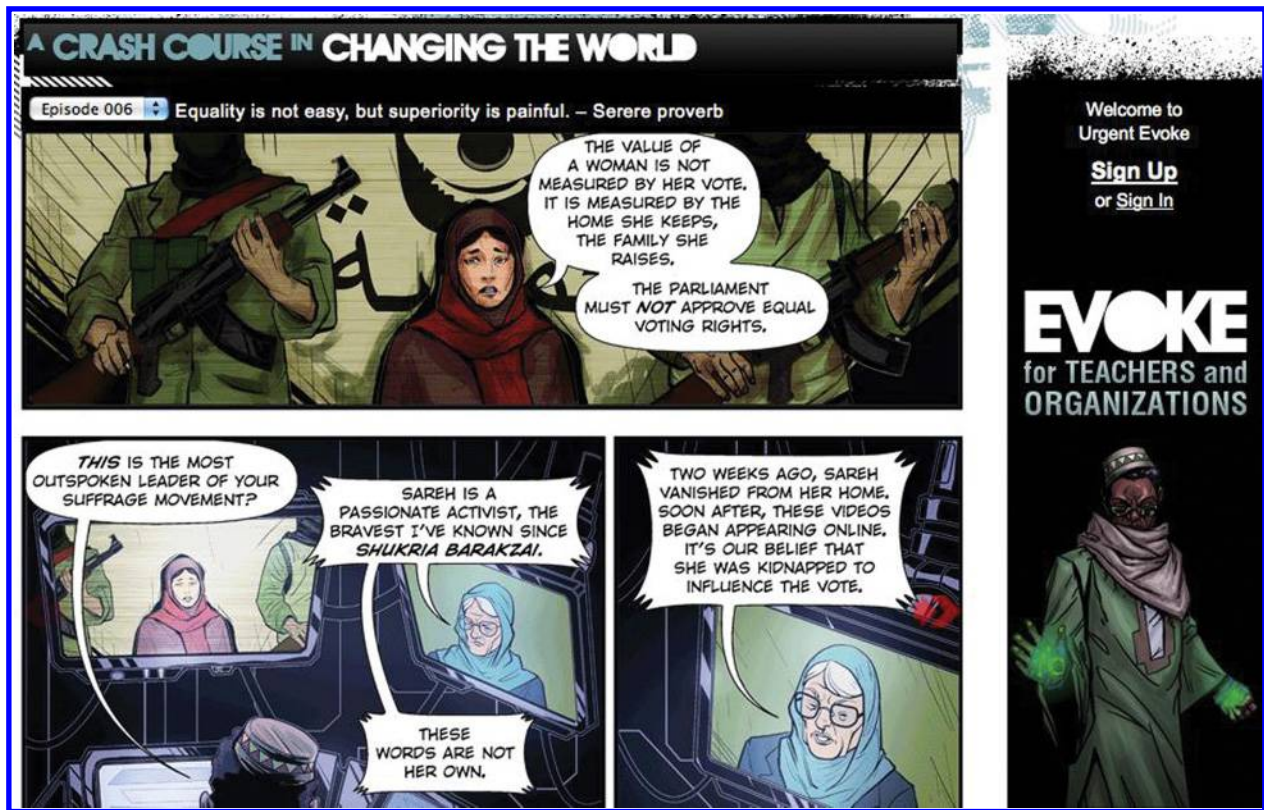 A CRASH COURSE IN CHANGING THE WORLD
Episode 006
Equality is not easy, but superiority is painful. – Serere proverb
THE VALUE OF
A WOMAN IS NOT
MEASURED BY HER VOTE.
IT IS MEASURED BY THE
HOME SHE KEEPS,
THE FAMILY SHE
RAISES.
THE PARLIAMENT
MUST NOT APPROVE EQUAL
VOTING RIGHTS.
THIS IS THE MOST
OUTSPOKEN LEADER OF YOUR
SUFFRAGE MOVEMENT?
SAREH IS A
PASSIONATE ACTIVIST, THE
BRAVEST I'VE KNOWN SINCE
SHUKRIA BARAKZAI.
THESE
WORDS ARE NOT
HER OWN.
TWO WEEKS AGO, SAREH
VANISHED FROM HER HOME.
SOON AFTER, THESE VIDEOS
BEGAN APPEARING ONLINE.
IT'S OUR BELIEF THAT
SHE WAS KIDNAPPED TO
INFLUENCE THE VOTE.
Welcome to
Urgent Evoke
Sign Up
or Sign In
EVOKE
for TEACHERS and
ORGANIZATIONS